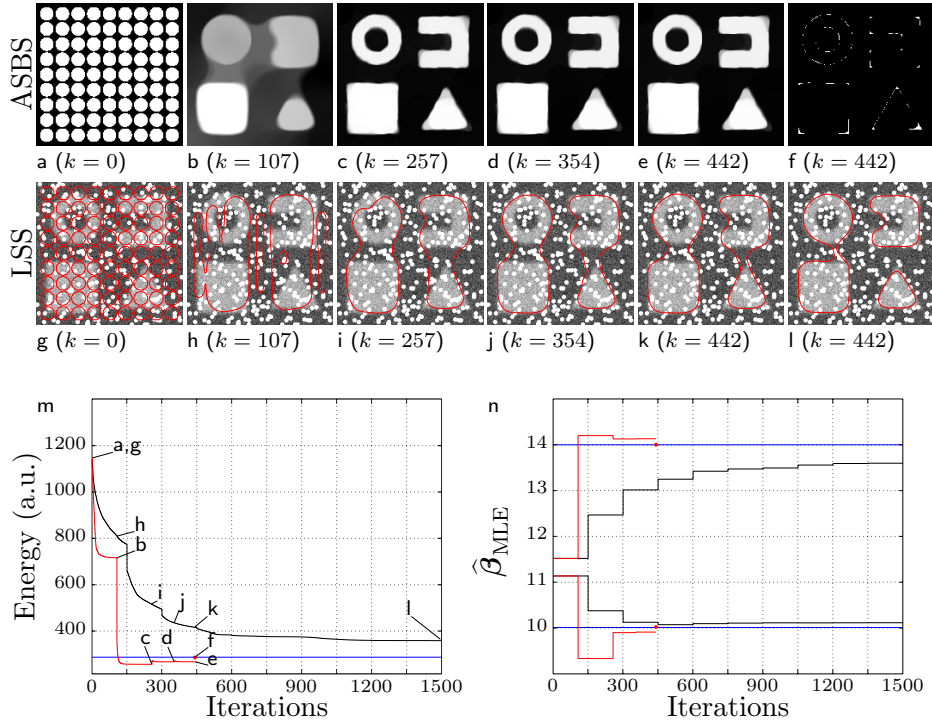 ASBS
a (k = 0) b (k = 107) c (k = 257) d (k = 354) e (k = 442) f (k = 442)
LSS
g (k = 0) h (k = 107) i (k = 257) j (k = 354) k (k = 442) l (k = 442)
m
Energy (a.u.)
1200
1000
800
600
400
a,g
h
b
i
j
k
l
c
d
f
e
0 300 600 900 1200 1500
Iterations
n
β̂MLE
14
13
12
11
10
0 300 600 900 1200 1500
Iterations